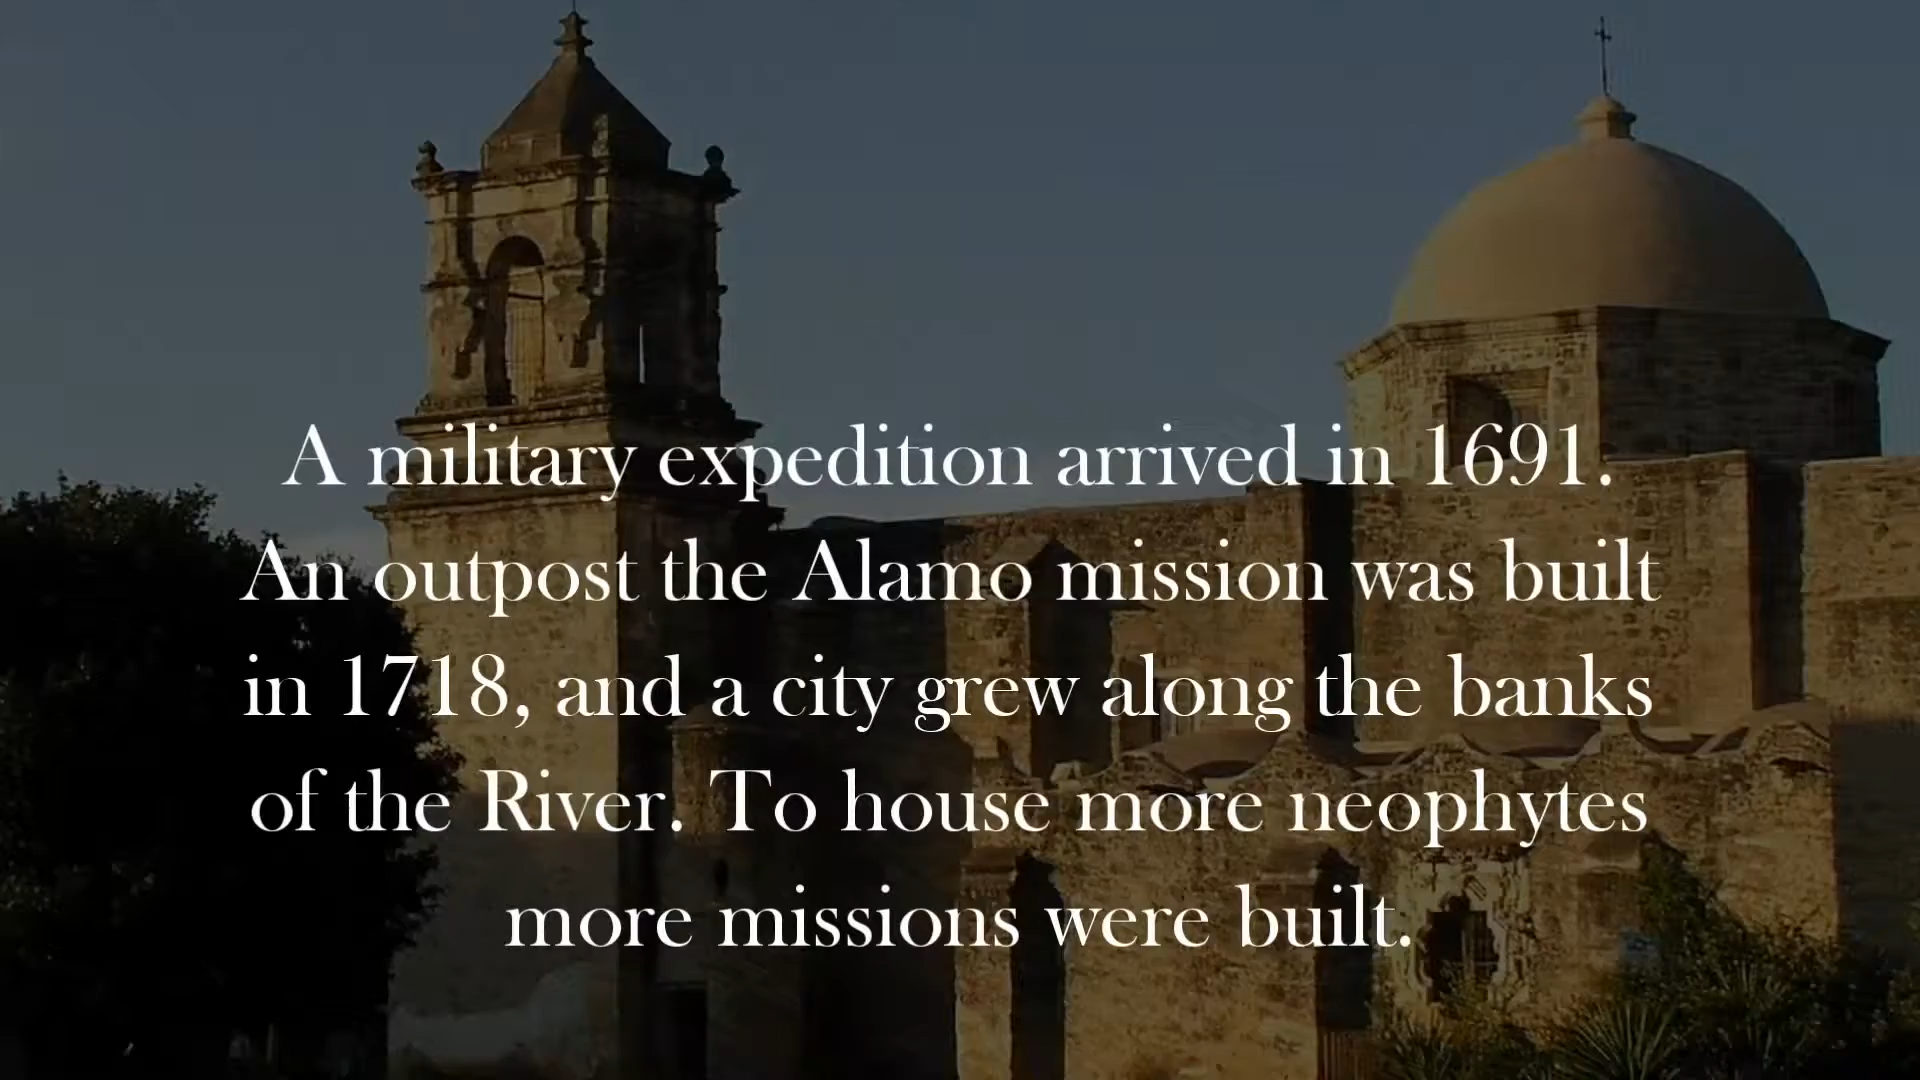 A military expedition arrived in 1691.
An outpost the Alamo mission was built
in 1718, and a city grew along the banks
of the River. To house more neophytes
more missions were built.